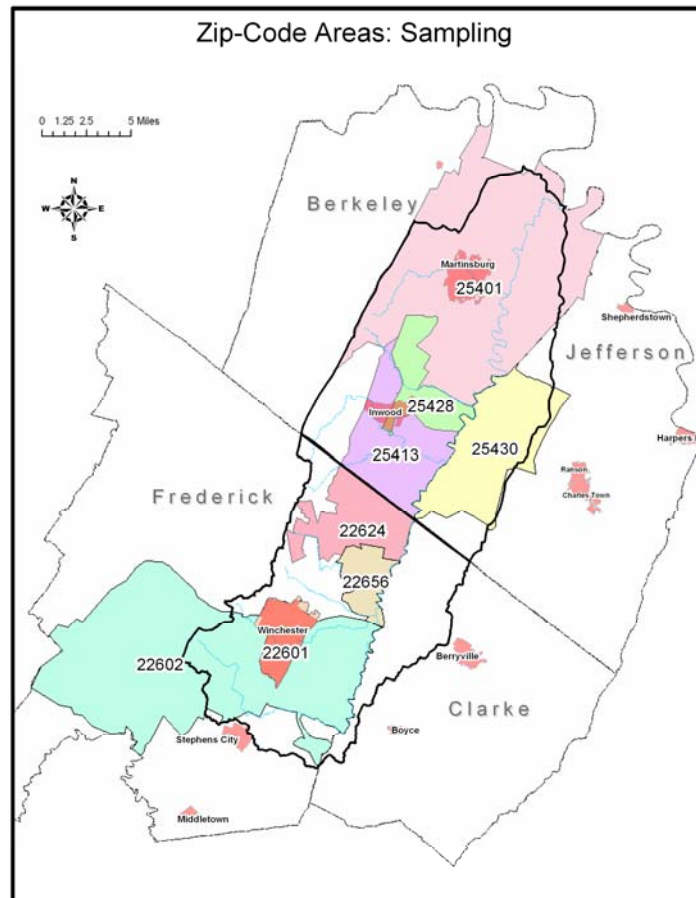 Zip-Code Areas: Sampling
0 1.25 2.5 5 Miles
N
W E
S
Berkeley
Martinsburg
25401
Shepherdstown
Jefferson
Inwood
25428
25413
25430
Harpers
Ranson
Charles Town
Frederick
22624
22656
Winchester
22601
22602
Berryville
Clarke
Stephens City
Boyce
Middletown